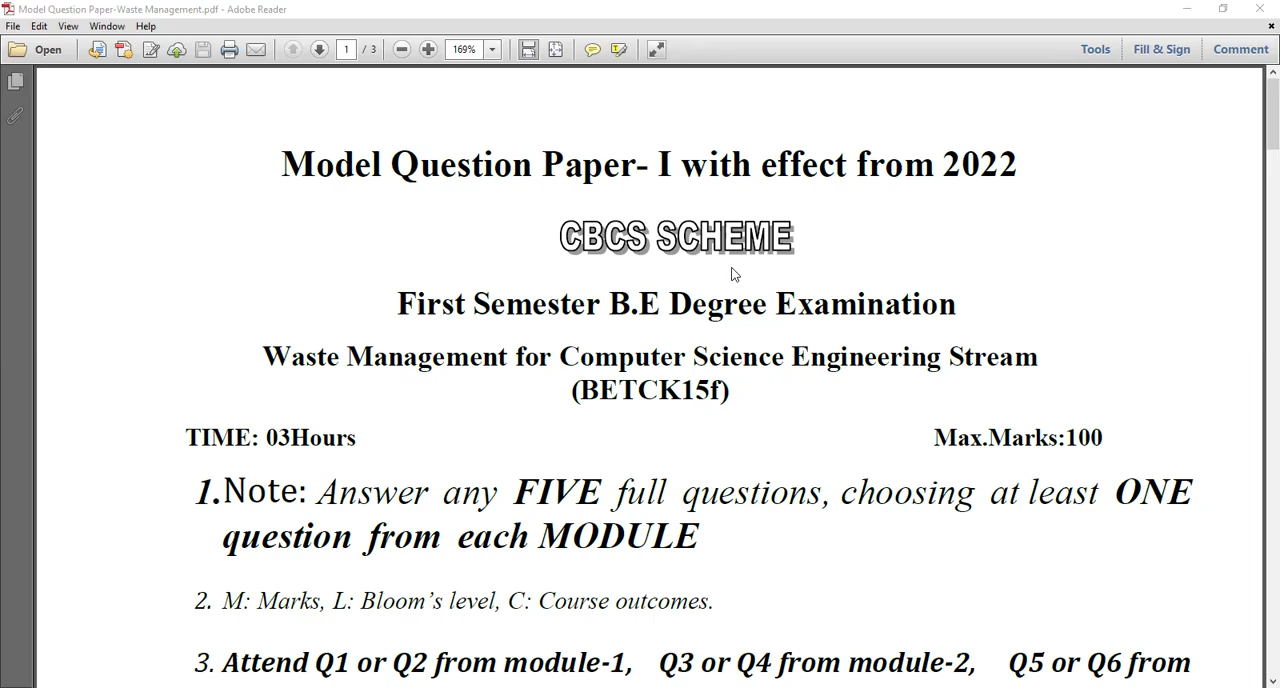 Model Question Paper-Waste Management.pdf - Adobe Reader
File Edit View Window Help
Open 1 / 3 169% Tools Fill & Sign Comment
Model Question Paper- I with effect from 2022
CBCS SCHEME
First Semester B.E Degree Examination
Waste Management for Computer Science Engineering Stream
(BETCK15f)
TIME: 03Hours Max.Marks:100
1.Note: Answer any FIVE full questions, choosing at least ONE
question from each MODULE
2. M: Marks, L: Bloom's level, C: Course outcomes.
3. Attend Q1 or Q2 from module-1, Q3 or Q4 from module-2, Q5 or Q6 from